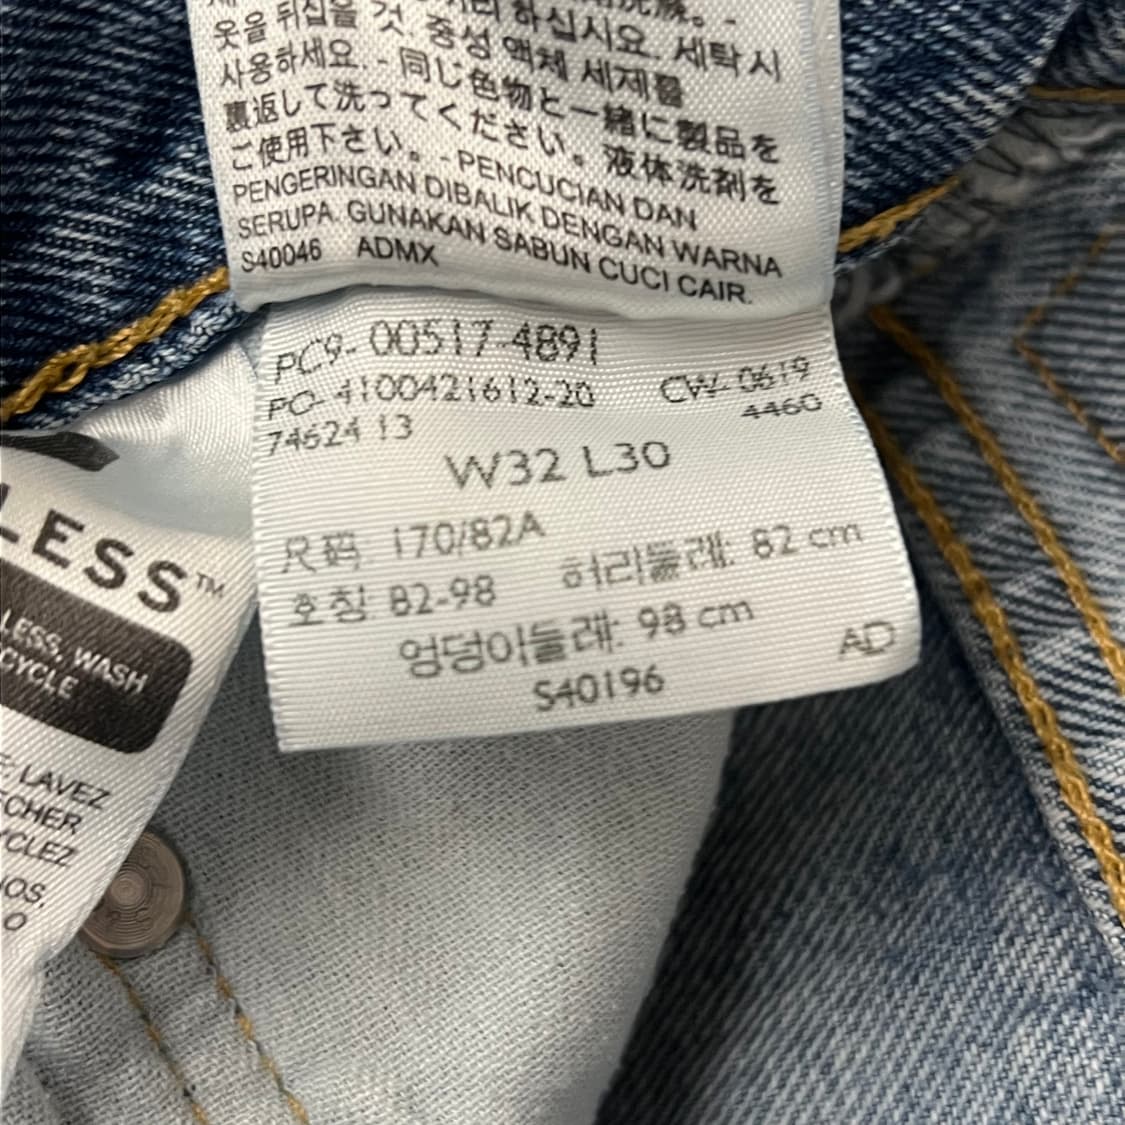 옷을 뒤집을 것. 중성 액체 세제를
사용하세요. - 同じ色物と一緒に製品を
裏返して洗ってください。液体洗剤を
ご使用下さい。- PENCUCIAN DAN
PENGERINGAN DIBALIK DENGAN WARNA
SERUPA. GUNAKAN SABUN CUCI CAIR.
S40046 ADMX
PC9- 00517-4891
PO- 4100421612-20 CW- 0619
74624 13 4460
W32 L30
尺码 170/82A
호칭 82-98 허리둘레: 82 cm
엉덩이둘레: 98 cm
S40196 AD
LESS™
LESS, WASH
CYCLE
LAVEZ